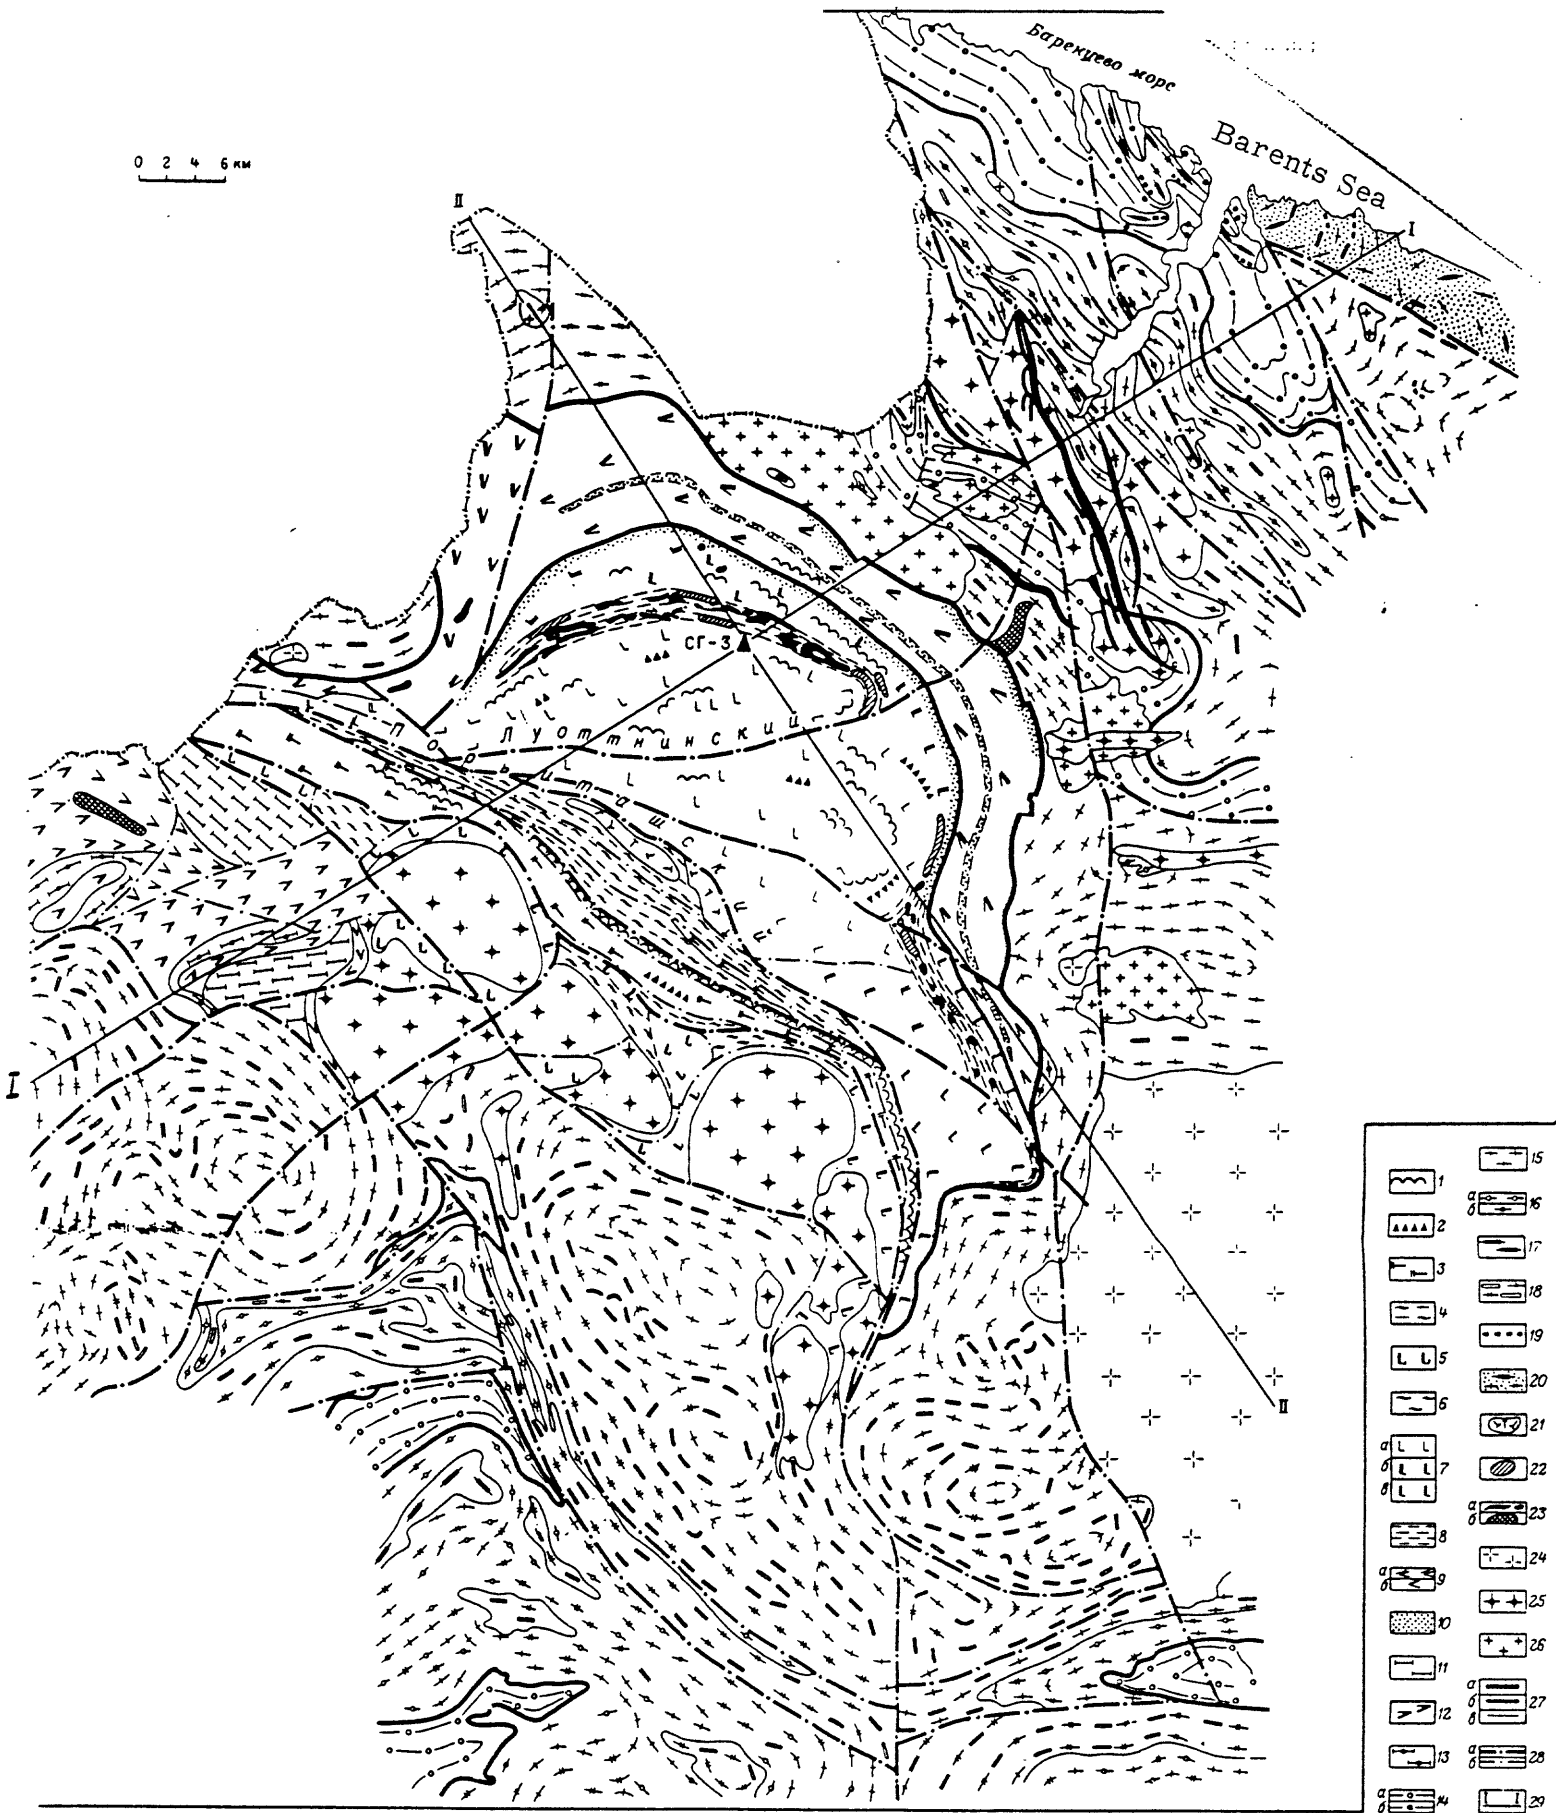 Баренцево море
Barents Sea
0 2 4 6 км
II
I
СГ-3
Луоттнинский
Порьиташский
I
II
1
2
3
4
5
6
а
б 7
в
8
а
б 9
10
11
12
13
а
б 14
15
а
б 16
17
18
19
20
21
22
а
б 23
24
25
26
а
б 27
в
а
б 28
29